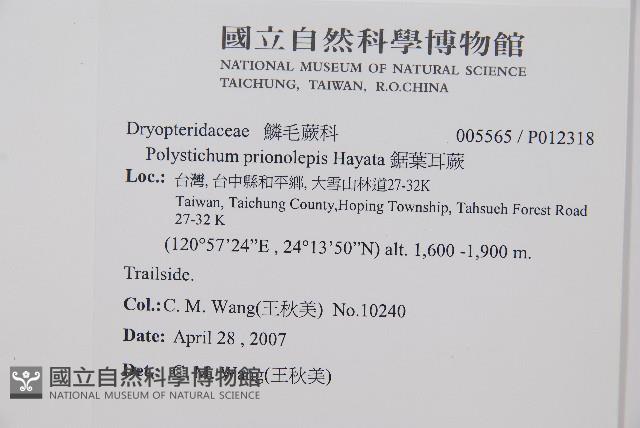 國立自然科學博物館
NATIONAL MUSEUM OF NATURAL SCIENCE
TAICHUNG, TAIWAN, R.O.CHINA
Dryopteridaceae 鱗毛蕨科 005565 / P012318
Polystichum prionolepis Hayata 鋸葉耳蕨
Loc.: 台灣, 台中縣和平鄉, 大雪山林道27-32K
Taiwan, Taichung County,Hoping Township, Tahsueh Forest Road
27-32 K
(120°57’24”E , 24°13’50”N) alt. 1,600 -1,900 m.
Trailside.
Col.:C. M. Wang(王秋美) No.10240
Date: April 28 , 2007
Det.: C. M. Wang(王秋美)
國立自然科學博物館
NATIONAL MUSEUM OF NATURAL SCIENCE